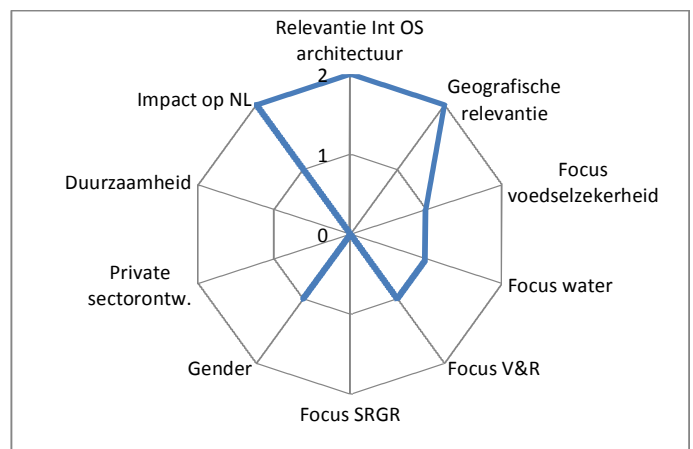 Relevantie Int OS
architectuur
Geografische
relevantie
Focus
voedselzekerheid
Focus water
Focus V&R
Focus SRGR
Gender
Private
sectorontw.
Duurzaamheid
Impact op NL
2
1
0